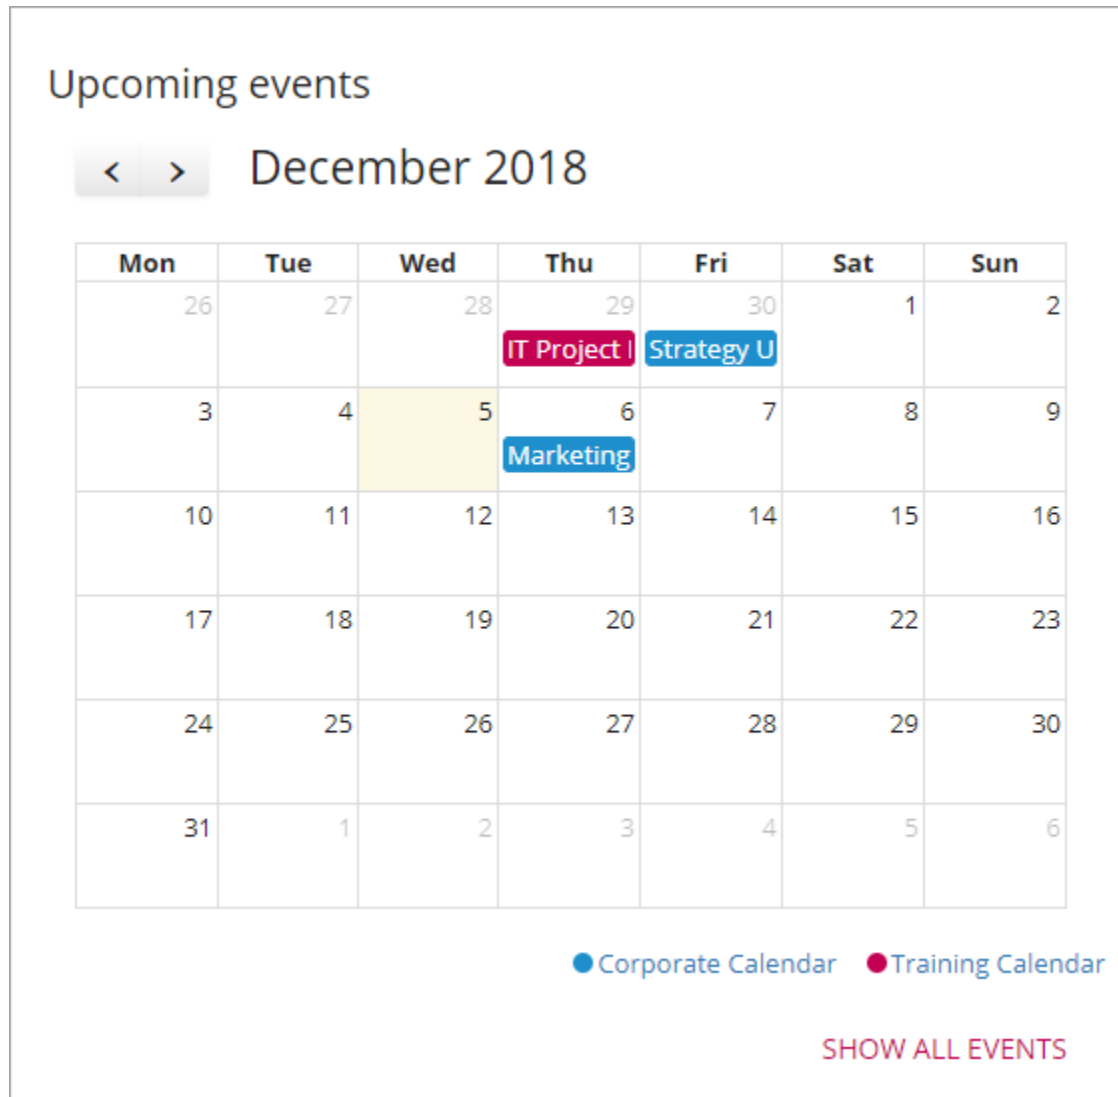 Upcoming events
< > December 2018
Mon Tue Wed Thu Fri Sat Sun
26 27 28 29 30 1 2
IT Project Strategy U
3 4 5 6 7 8 9
Marketing
10 11 12 13 14 15 16
17 18 19 20 21 22 23
24 25 26 27 28 29 30
31 1 2 3 4 5 6
Corporate Calendar Training Calendar
SHOW ALL EVENTS